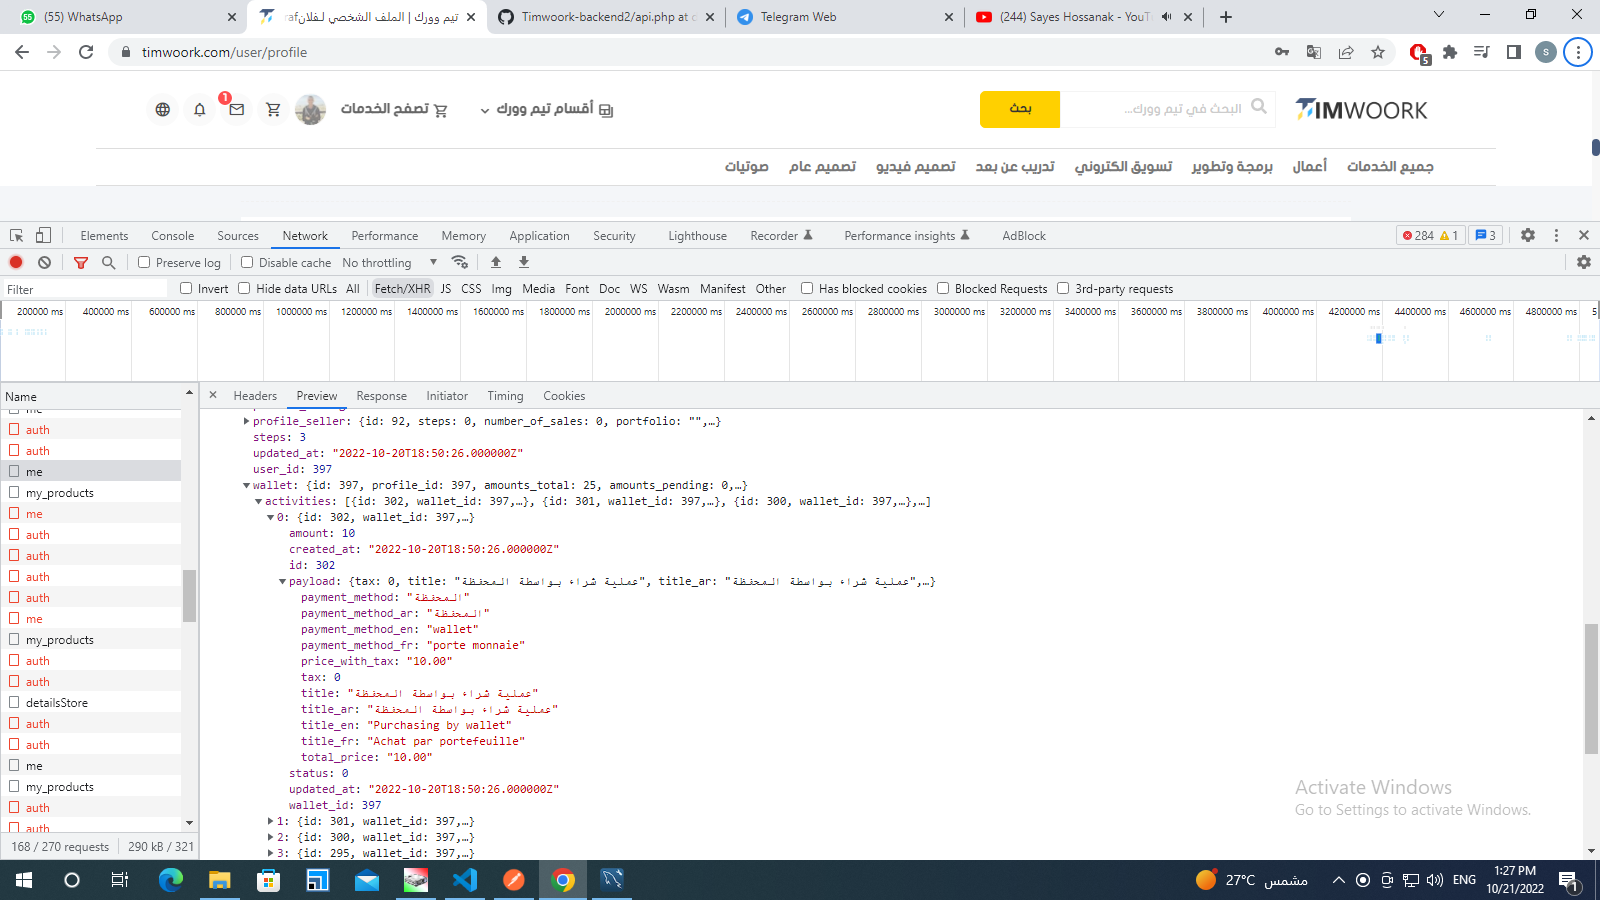 (55) WhatsApp
تيم وورك | الملف الشخصي لـفلانraf
Timwoork-backend2/api.php at d
Telegram Web
(244) Sayes Hossanak - YouTu
timwoork.com/user/profile
5
S
1
تصفح الخدمات
أقسام تيم وورك
بحث
البحث في تيم وورك...
TIMWOORK
جميع الخدمات
أعمال
برمجة وتطوير
تسويق الكتروني
تدريب عن بعد
تصميم فيديو
تصميم عام
صوتيات
Elements Console Sources Network Performance Memory Application Security Lighthouse Recorder Performance insights AdBlock
284 1 3
Preserve log Disable cache No throttling
Filter Invert Hide data URLs All Fetch/XHR JS CSS Img Media Font Doc WS Wasm Manifest Other Has blocked cookies Blocked Requests 3rd-party requests
200000 ms 400000 ms 600000 ms 800000 ms 1000000 ms 1200000 ms 1400000 ms 1600000 ms 1800000 ms 2000000 ms 2200000 ms 2400000 ms 2600000 ms 2800000 ms 3000000 ms 3200000 ms 3400000 ms 3600000 ms 3800000 ms 4000000 ms 4200000 ms 4400000 ms 4600000 ms 4800000 ms 5
Name
me
auth
auth
me
my_products
me
auth
auth
auth
auth
me
my_products
auth
auth
detailsStore
auth
auth
me
my_products
auth
auth
168 / 270 requests 290 kB / 321
Headers Preview Response Initiator Timing Cookies
profile_seller: {id: 92, steps: 0, number_of_sales: 0, portfolio: "",…}
steps: 3
updated_at: "2022-10-20T18:50:26.000000Z"
user_id: 397
wallet: {id: 397, profile_id: 397, amounts_total: 25, amounts_pending: 0,…}
activities: [{id: 302, wallet_id: 397,…}, {id: 301, wallet_id: 397,…}, {id: 300, wallet_id: 397,…},…]
0: {id: 302, wallet_id: 397,…}
amount: 10
created_at: "2022-10-20T18:50:26.000000Z"
id: 302
payload: {tax: 0, title: "عملية شراء بواسطة المحفظة", title_ar: "عملية شراء بواسطة المحفظة",…}
payment_method: "المحفظة"
payment_method_ar: "المحفظة"
payment_method_en: "wallet"
payment_method_fr: "porte monnaie"
price_with_tax: "10.00"
tax: 0
title: "عملية شراء بواسطة المحفظة"
title_ar: "عملية شراء بواسطة المحفظة"
title_en: "Purchasing by wallet"
title_fr: "Achat par portefeuille"
total_price: "10.00"
status: 0
updated_at: "2022-10-20T18:50:26.000000Z"
wallet_id: 397
1: {id: 301, wallet_id: 397,…}
2: {id: 300, wallet_id: 397,…}
3: {id: 295, wallet_id: 397,…}
Activate Windows
Go to Settings to activate Windows.
27°C مشمس
ENG
1:27 PM
10/21/2022
1